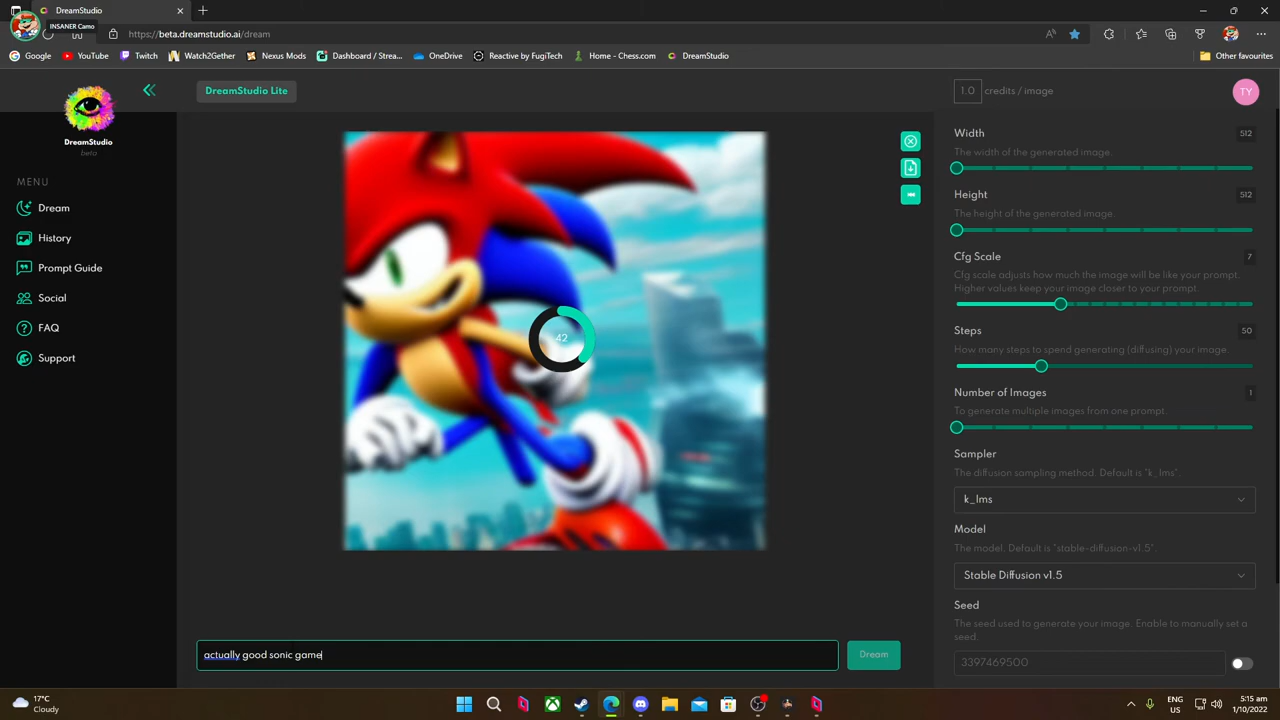 DreamStudio
INSANER Camo
https://beta.dreamstudio.ai/dream
Google
YouTube
Twitch
Watch2Gether
Nexus Mods
Dashboard / Strea...
OneDrive
Reactive by FugiTech
Home - Chess.com
DreamStudio
Other favourites
DreamStudio
beta
DreamStudio Lite
1.0 credits / image
TY
MENU
Dream
History
Prompt Guide
Social
FAQ
Support
42
Width
512
The width of the generated image.
Height
512
The height of the generated image.
Cfg Scale
7
Cfg scale adjusts how much the image will be like your prompt.
Higher values keep your image closer to your prompt.
Steps
50
How many steps to spend generating (diffusing) your image.
Number of Images
1
To generate multiple images from one prompt.
Sampler
The diffusion sampling method. Default is "k_lms".
k_lms
Model
The model. Default is "stable-diffusion-v1.5".
Stable Diffusion v1.5
Seed
The seed used to generate your image. Enable to manually set a
seed.
3397469500
actually good sonic game
Dream
17°C
Cloudy
ENG
US
5:15 am
1/10/2022